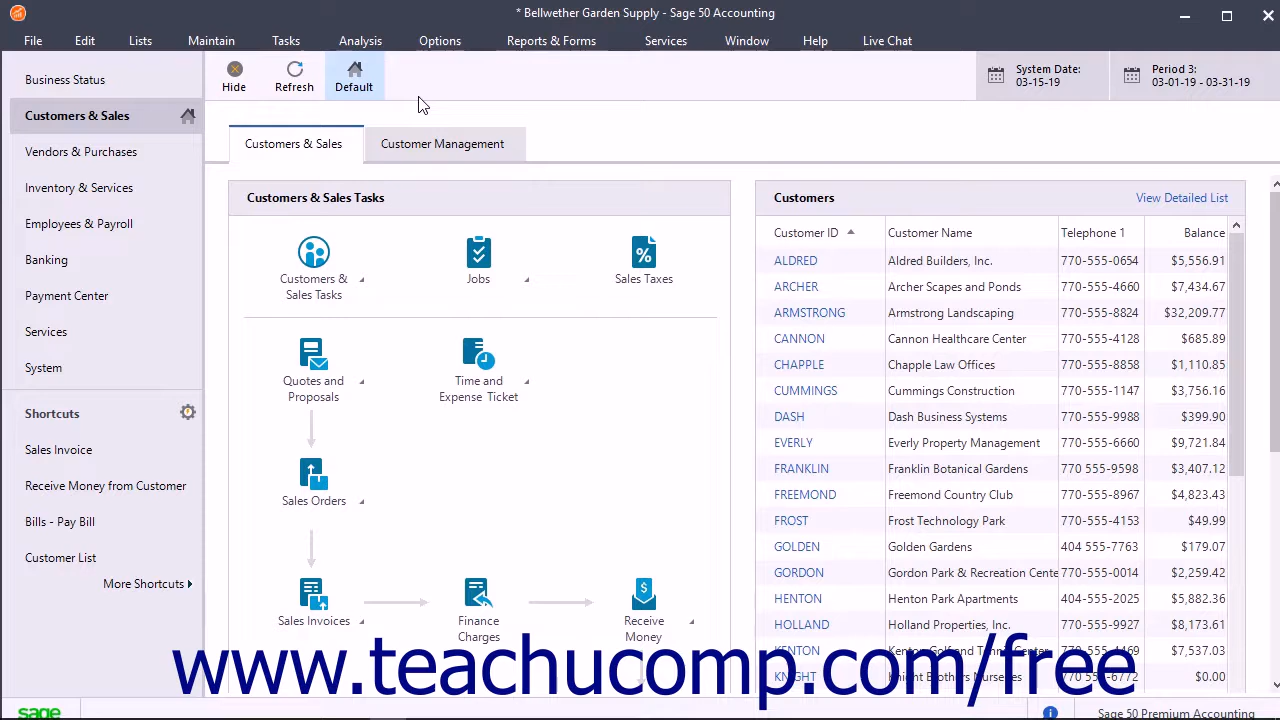 * Bellwether Garden Supply - Sage 50 Accounting
File Edit Lists Maintain Tasks Analysis Options Reports & Forms Services Window Help Live Chat
Business Status
Customers & Sales
Vendors & Purchases
Inventory & Services
Employees & Payroll
Banking
Payment Center
Services
System
Shortcuts
Sales Invoice
Receive Money from Customer
Bills - Pay Bill
Customer List
More Shortcuts
Hide Refresh Default
System Date:
03-15-19
Period 3:
03-01-19 - 03-31-19
Customers & Sales Customer Management
Customers & Sales Tasks
Customers &
Sales Tasks
Jobs
Sales Taxes
Quotes and
Proposals
Time and
Expense Ticket
Sales Orders
Sales Invoices
Finance
Charges
Receive
Money
Customers View Detailed List
Customer ID Customer Name Telephone 1 Balance
ALDRED Aldred Builders, Inc. 770-555-0654 $5,556.91
ARCHER Archer Scapes and Ponds 770-555-4660 $7,434.67
ARMSTRONG Armstrong Landscaping 770-555-8824 $32,209.77
CANNON Cannon Healthcare Center 770-555-4128 $685.89
CHAPPLE Chapple Law Offices 770-555-8858 $1,110.85
CUMMINGS Cummings Construction 770-555-1147 $3,756.16
DASH Dash Business Systems 770-555-9988 $399.90
EVERLY Everly Property Management 770-555-6660 $9,721.84
FRANKLIN Franklin Botanical Gardens 770 555-9598 $3,407.12
FREEMOND Freemond Country Club 770-555-8967 $4,823.43
FROST Frost Technology Park 770-555-4153 $49.99
GOLDEN Golden Gardens 404 555-7763 $179.07
GORDON Gordon Park & Recreation Cente 770-555-0014 $2,259.42
HENTON Henton Park Apartments 404-555-2025 $5,882.36
HOLLAND Holland Properties, Inc. 770-555-9927 $8,173.61
KENTON Kenton Golf and Tennis Center $7,537.03
KNIGHT Knight Brothers Nurseries 770-555-6772 $0.00
www.teachucomp.com/free
sage
Sage 50 Premium Accounting